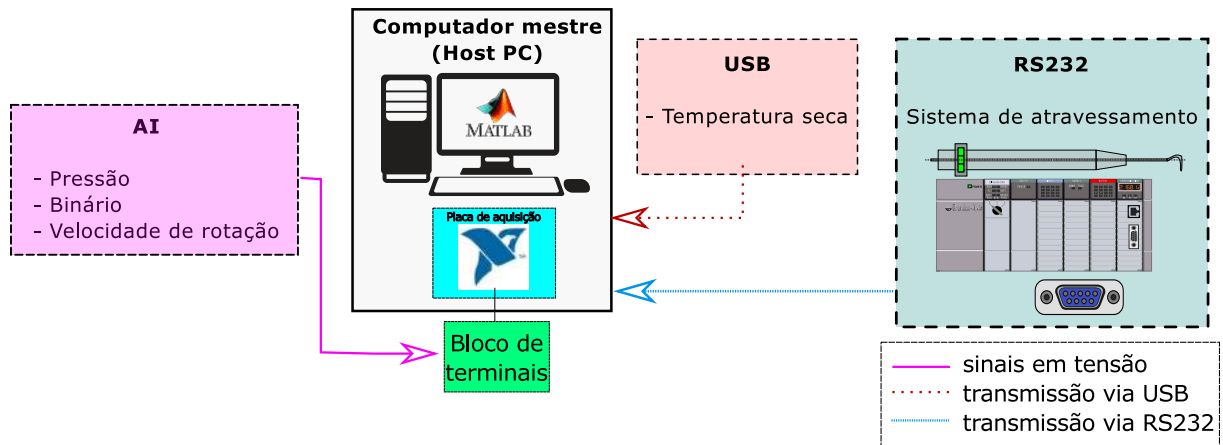 Computador mestre
(Host PC)
MATLAB
Placa de aquisição
Bloco de
terminais
AI
- Pressão
- Binário
- Velocidade de rotação
USB
- Temperatura seca
RS232
Sistema de atravessamento
sinais em tensão
transmissão via USB
transmissão via RS232